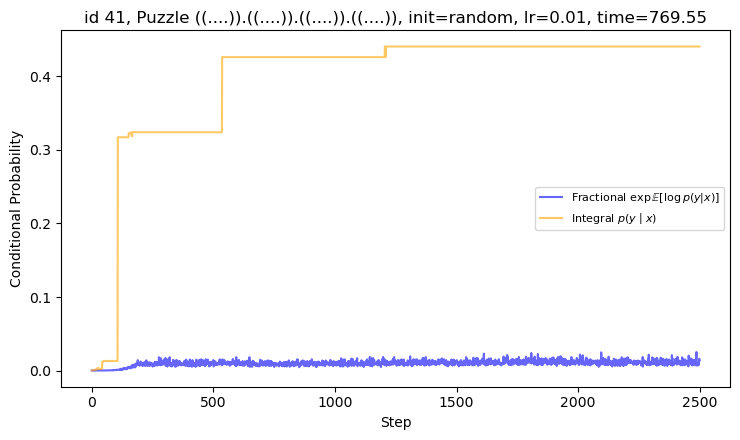 id 41, Puzzle ((....)).((....)).((....)).((....)), init=random, lr=0.01, time=769.55
Conditional Probability
0.4
0.3
0.2
0.1
0.0
Fractional exp𝔼[log p(y|x)]
Integral p(y | x)
0
500
1000
1500
2000
2500
Step